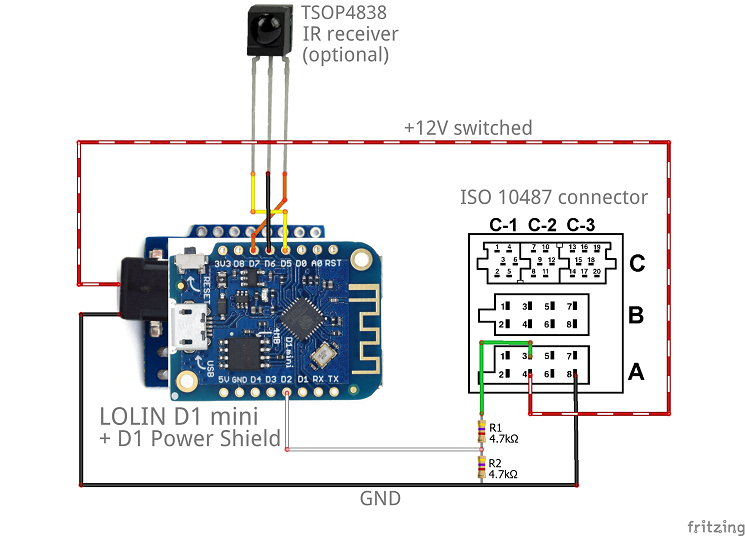 TSOP4838
IR receiver
(optional)
+12V switched
ISO 10487 connector
C-1 C-2 C-3
1 4 7 10 13 16 19
3 6 9 12 15 18
2 5 8 11 14 17 20
C
1 3 5 7
2 4 6 8
B
1 3 5 7
2 4 6 8
A
3V3 D8 D7 D6 D5 D0 A0 RST
RESET
4MB
D1mini
USB
5V GND D4 D3 D2 D1 RX TX
LOLIN D1 mini
+ D1 Power Shield
R1
4.7kΩ
R2
4.7kΩ
GND
fritzing